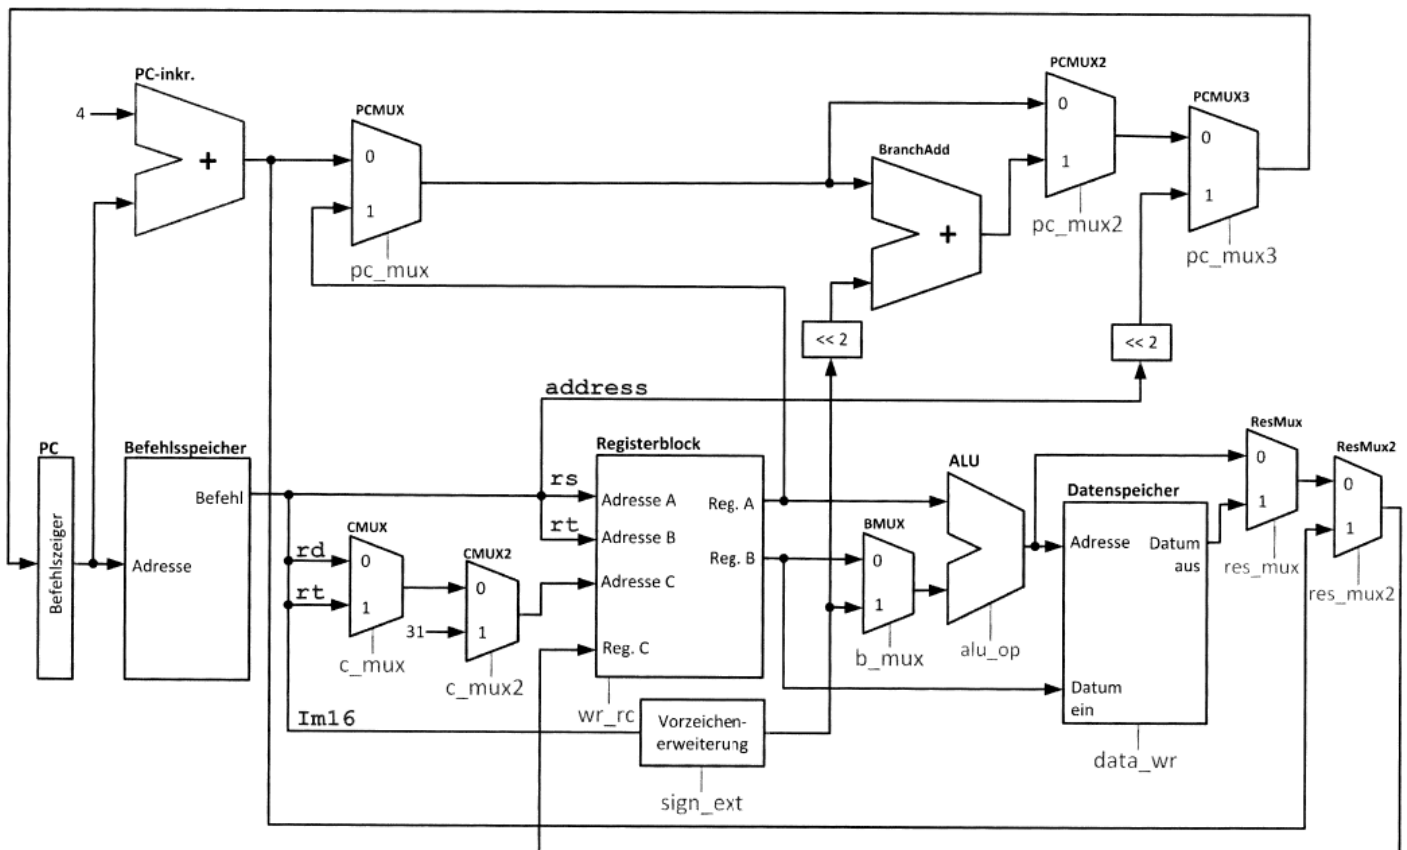 PC-inkr.
4
+
PCMUX
0
1
pc_mux
BranchAdd
+
PCMUX2
0
1
pc_mux2
PCMUX3
0
1
pc_mux3
<< 2
<< 2
address
PC
Befehlszeiger
Befehlsspeicher
Befehl
Adresse
rs
rt
rd
rt
CMUX
0
1
c_mux
CMUX2
0
31
1
c_mux2
Registerblock
Adresse A
Adresse B
Adresse C
Reg. C
Reg. A
Reg. B
wr_rc
Im16
Vorzeichen-
erweiterung
sign_ext
BMUX
0
1
b_mux
ALU
alu_op
Datenspeicher
Adresse
Datum
aus
Datum
ein
data_wr
ResMux
0
1
res_mux
ResMux2
0
1
res_mux2